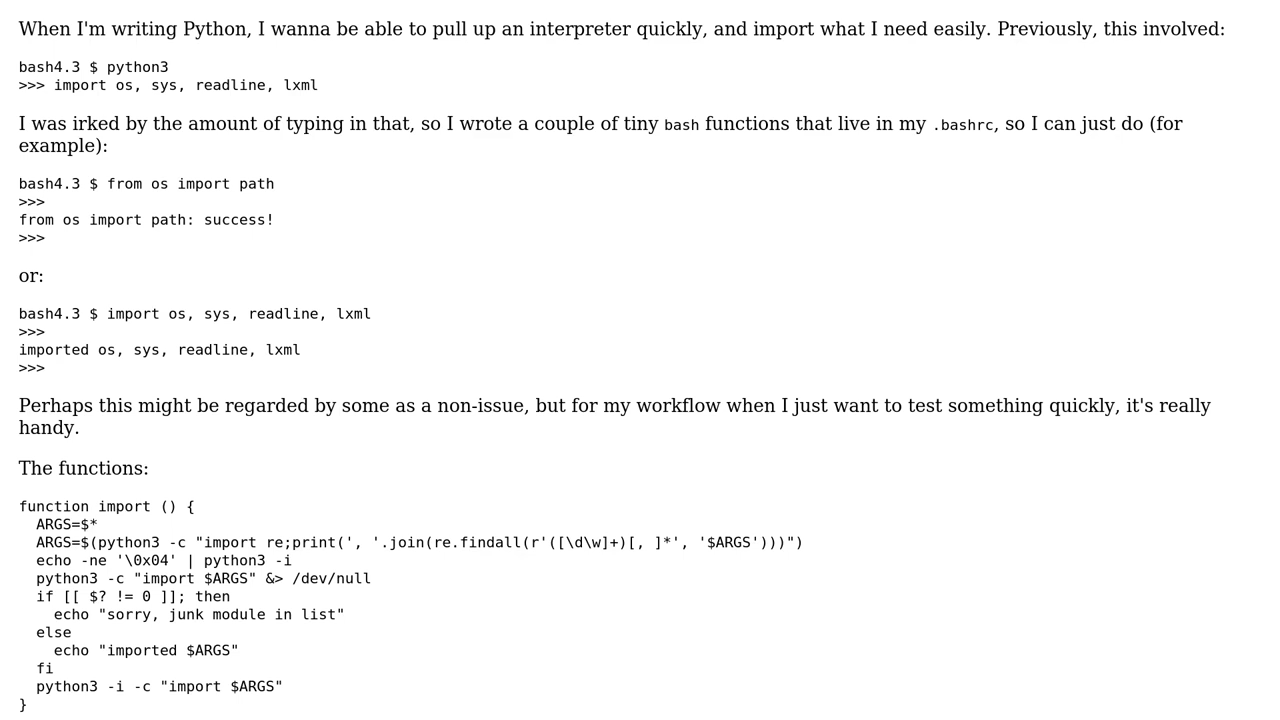 When I'm writing Python, I wanna be able to pull up an interpreter quickly, and import what I need easily. Previously, this involved:
bash4.3 $ python3
>>> import os, sys, readline, lxml
I was irked by the amount of typing in that, so I wrote a couple of tiny bash functions that live in my .bashrc, so I can just do (for
example):
bash4.3 $ from os import path
>>>
from os import path: success!
>>>
or:
bash4.3 $ import os, sys, readline, lxml
>>>
imported os, sys, readline, lxml
>>>
Perhaps this might be regarded by some as a non-issue, but for my workflow when I just want to test something quickly, it's really
handy.
The functions:
function import () {
  ARGS=$*
  ARGS=$(python3 -c "import re;print(', '.join(re.findall(r'([\d\w]+)[, ]*', '$ARGS')))")
  echo -ne '\0x04' | python3 -i
  python3 -c "import $ARGS" &> /dev/null
  if [[ $? != 0 ]]; then
    echo "sorry, junk module in list"
  else
    echo "imported $ARGS"
  fi
  python3 -i -c "import $ARGS"
}